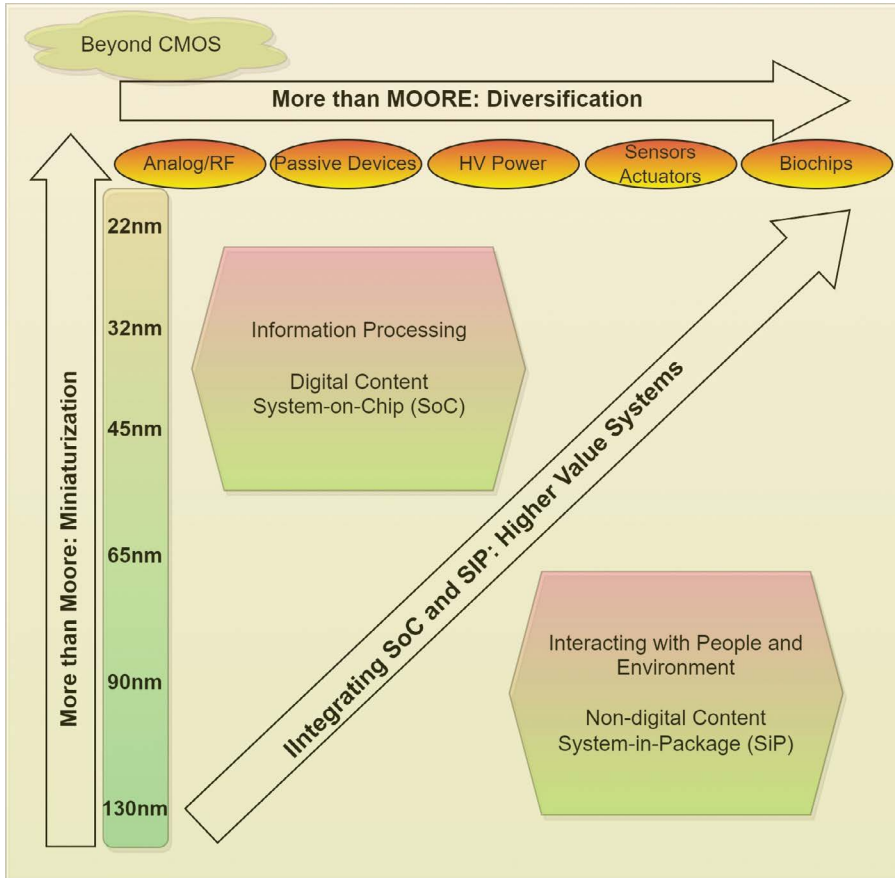 Beyond CMOS
More than MOORE: Diversification
Analog/RF
Passive Devices
HV Power
Sensors
Actuators
Biochips
More than Moore: Miniaturization
22nm
32nm
45nm
65nm
90nm
130nm
Information Processing
Digital Content
System-on-Chip (SoC)
IIntegrating SoC and SIP: Higher Value Systems
Interacting with People and
Environment
Non-digital Content
System-in-Package (SiP)